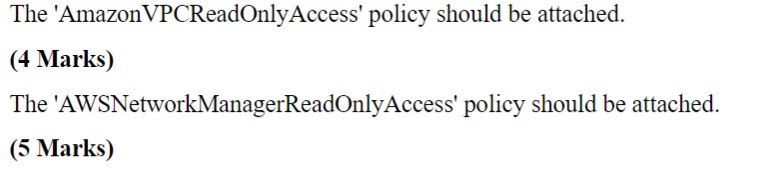 The 'AmazonVPCReadOnlyAccess' policy should be attached.
(4 Marks)
The 'AWSNetworkManagerReadOnlyAccess' policy should be attached.
(5 Marks)